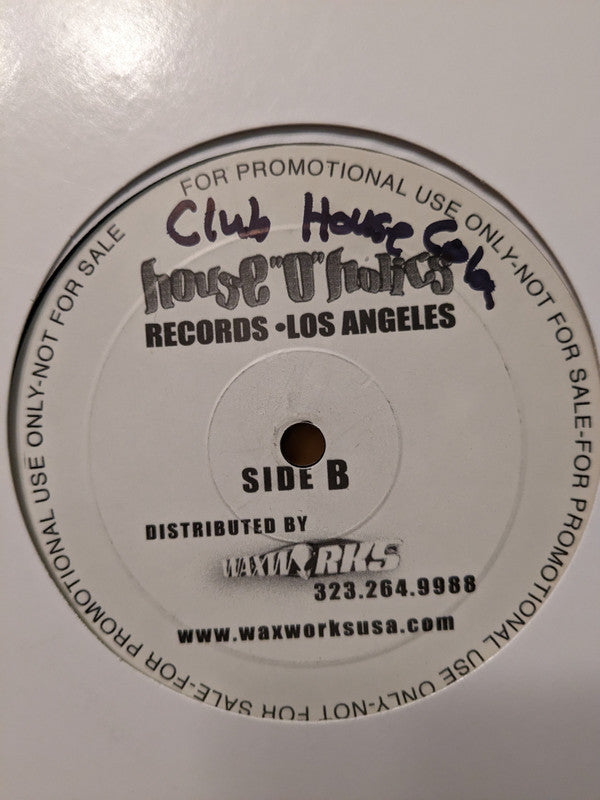 FOR PROMOTIONAL USE ONLY-NOT FOR SALE-FOR PROMOTIONAL USE ONLY-NOT FOR SALE-FOR PROMOTIONAL USE ONLY-NOT FOR SALE
Club House Cola
house "O" holics
RECORDS • LOS ANGELES
SIDE B
DISTRIBUTED BY
WAXWORKS
323.264.9988
www.waxworksusa.com